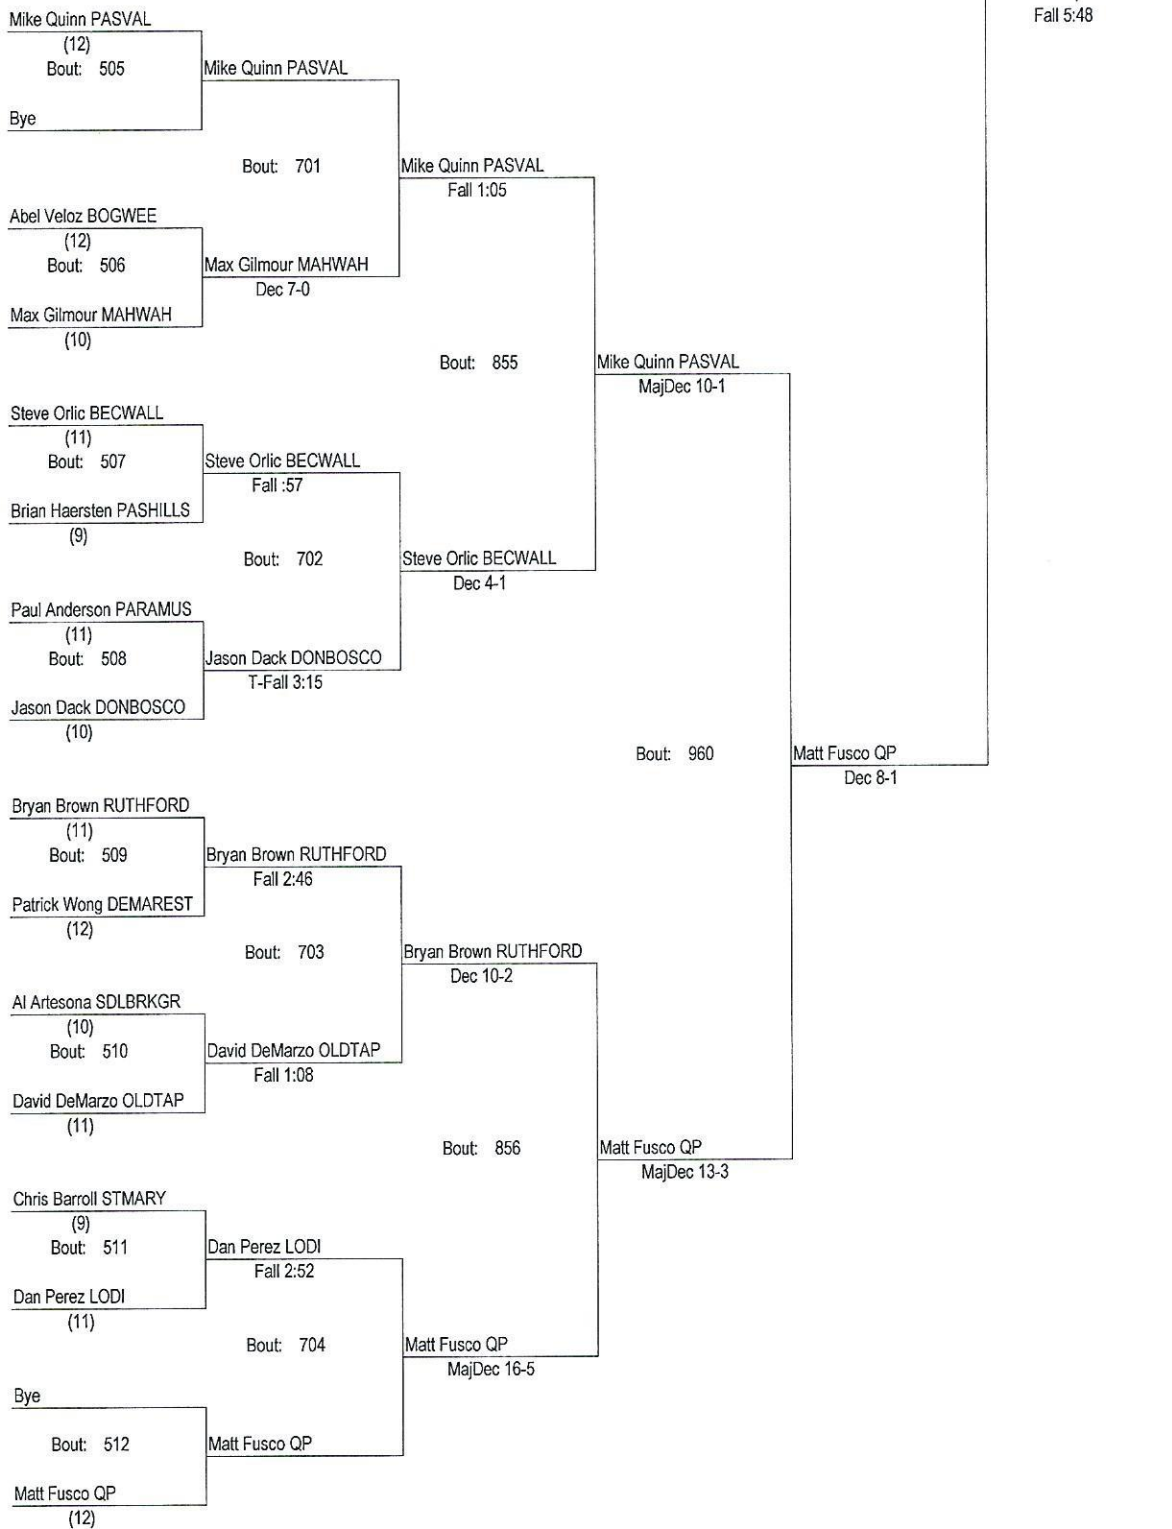 Fall 5:48
Mike Quinn PASVAL
(12)
Bout: 505
Mike Quinn PASVAL
Bye
Bout: 701
Mike Quinn PASVAL
Fall 1:05
Abel Veloz BOGWEE
(12)
Bout: 506
Max Gilmour MAHWAH
Dec 7-0
Max Gilmour MAHWAH
(10)
Bout: 855
Mike Quinn PASVAL
MajDec 10-1
Steve Orlic BECWALL
(11)
Bout: 507
Steve Orlic BECWALL
Fall :57
Brian Haersten PASHILLS
(9)
Bout: 702
Steve Orlic BECWALL
Dec 4-1
Paul Anderson PARAMUS
(11)
Bout: 508
Jason Dack DONBOSCO
T-Fall 3:15
Jason Dack DONBOSCO
(10)
Bout: 960
Matt Fusco QP
Dec 8-1
Bryan Brown RUTHFORD
(11)
Bout: 509
Bryan Brown RUTHFORD
Fall 2:46
Patrick Wong DEMAREST
(12)
Bout: 703
Bryan Brown RUTHFORD
Dec 10-2
Al Artesona SDLBRKGR
(10)
Bout: 510
David DeMarzo OLDTAP
Fall 1:08
David DeMarzo OLDTAP
(11)
Bout: 856
Matt Fusco QP
MajDec 13-3
Chris Barroll STMARY
(9)
Bout: 511
Dan Perez LODI
Fall 2:52
Dan Perez LODI
(11)
Bout: 704
Matt Fusco QP
MajDec 16-5
Bye
Bout: 512
Matt Fusco QP
Matt Fusco QP
(12)